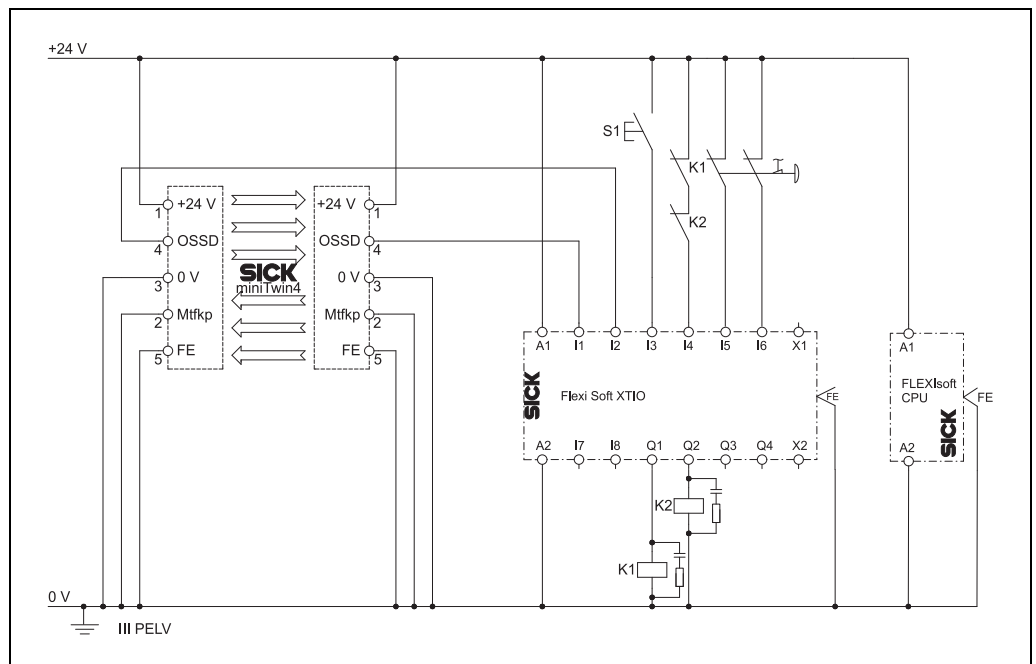 +24 V
S1
K1
K2
1 +24 V
4 OSSD
3 0 V
2 Mtfkp
5 FE
SICK
miniTwin4
+24 V 1
OSSD 4
0 V 3
Mtfkp 2
FE 5
A1 I1 I2 I3 I4 I5 I6 X1
SICK
Flexi Soft XTIO
FE
A2 I7 I8 Q1 Q2 Q3 Q4 X2
A1
FLEXIsoft
CPU
SICK
FE
A2
K2
K1
0 V
III PELV